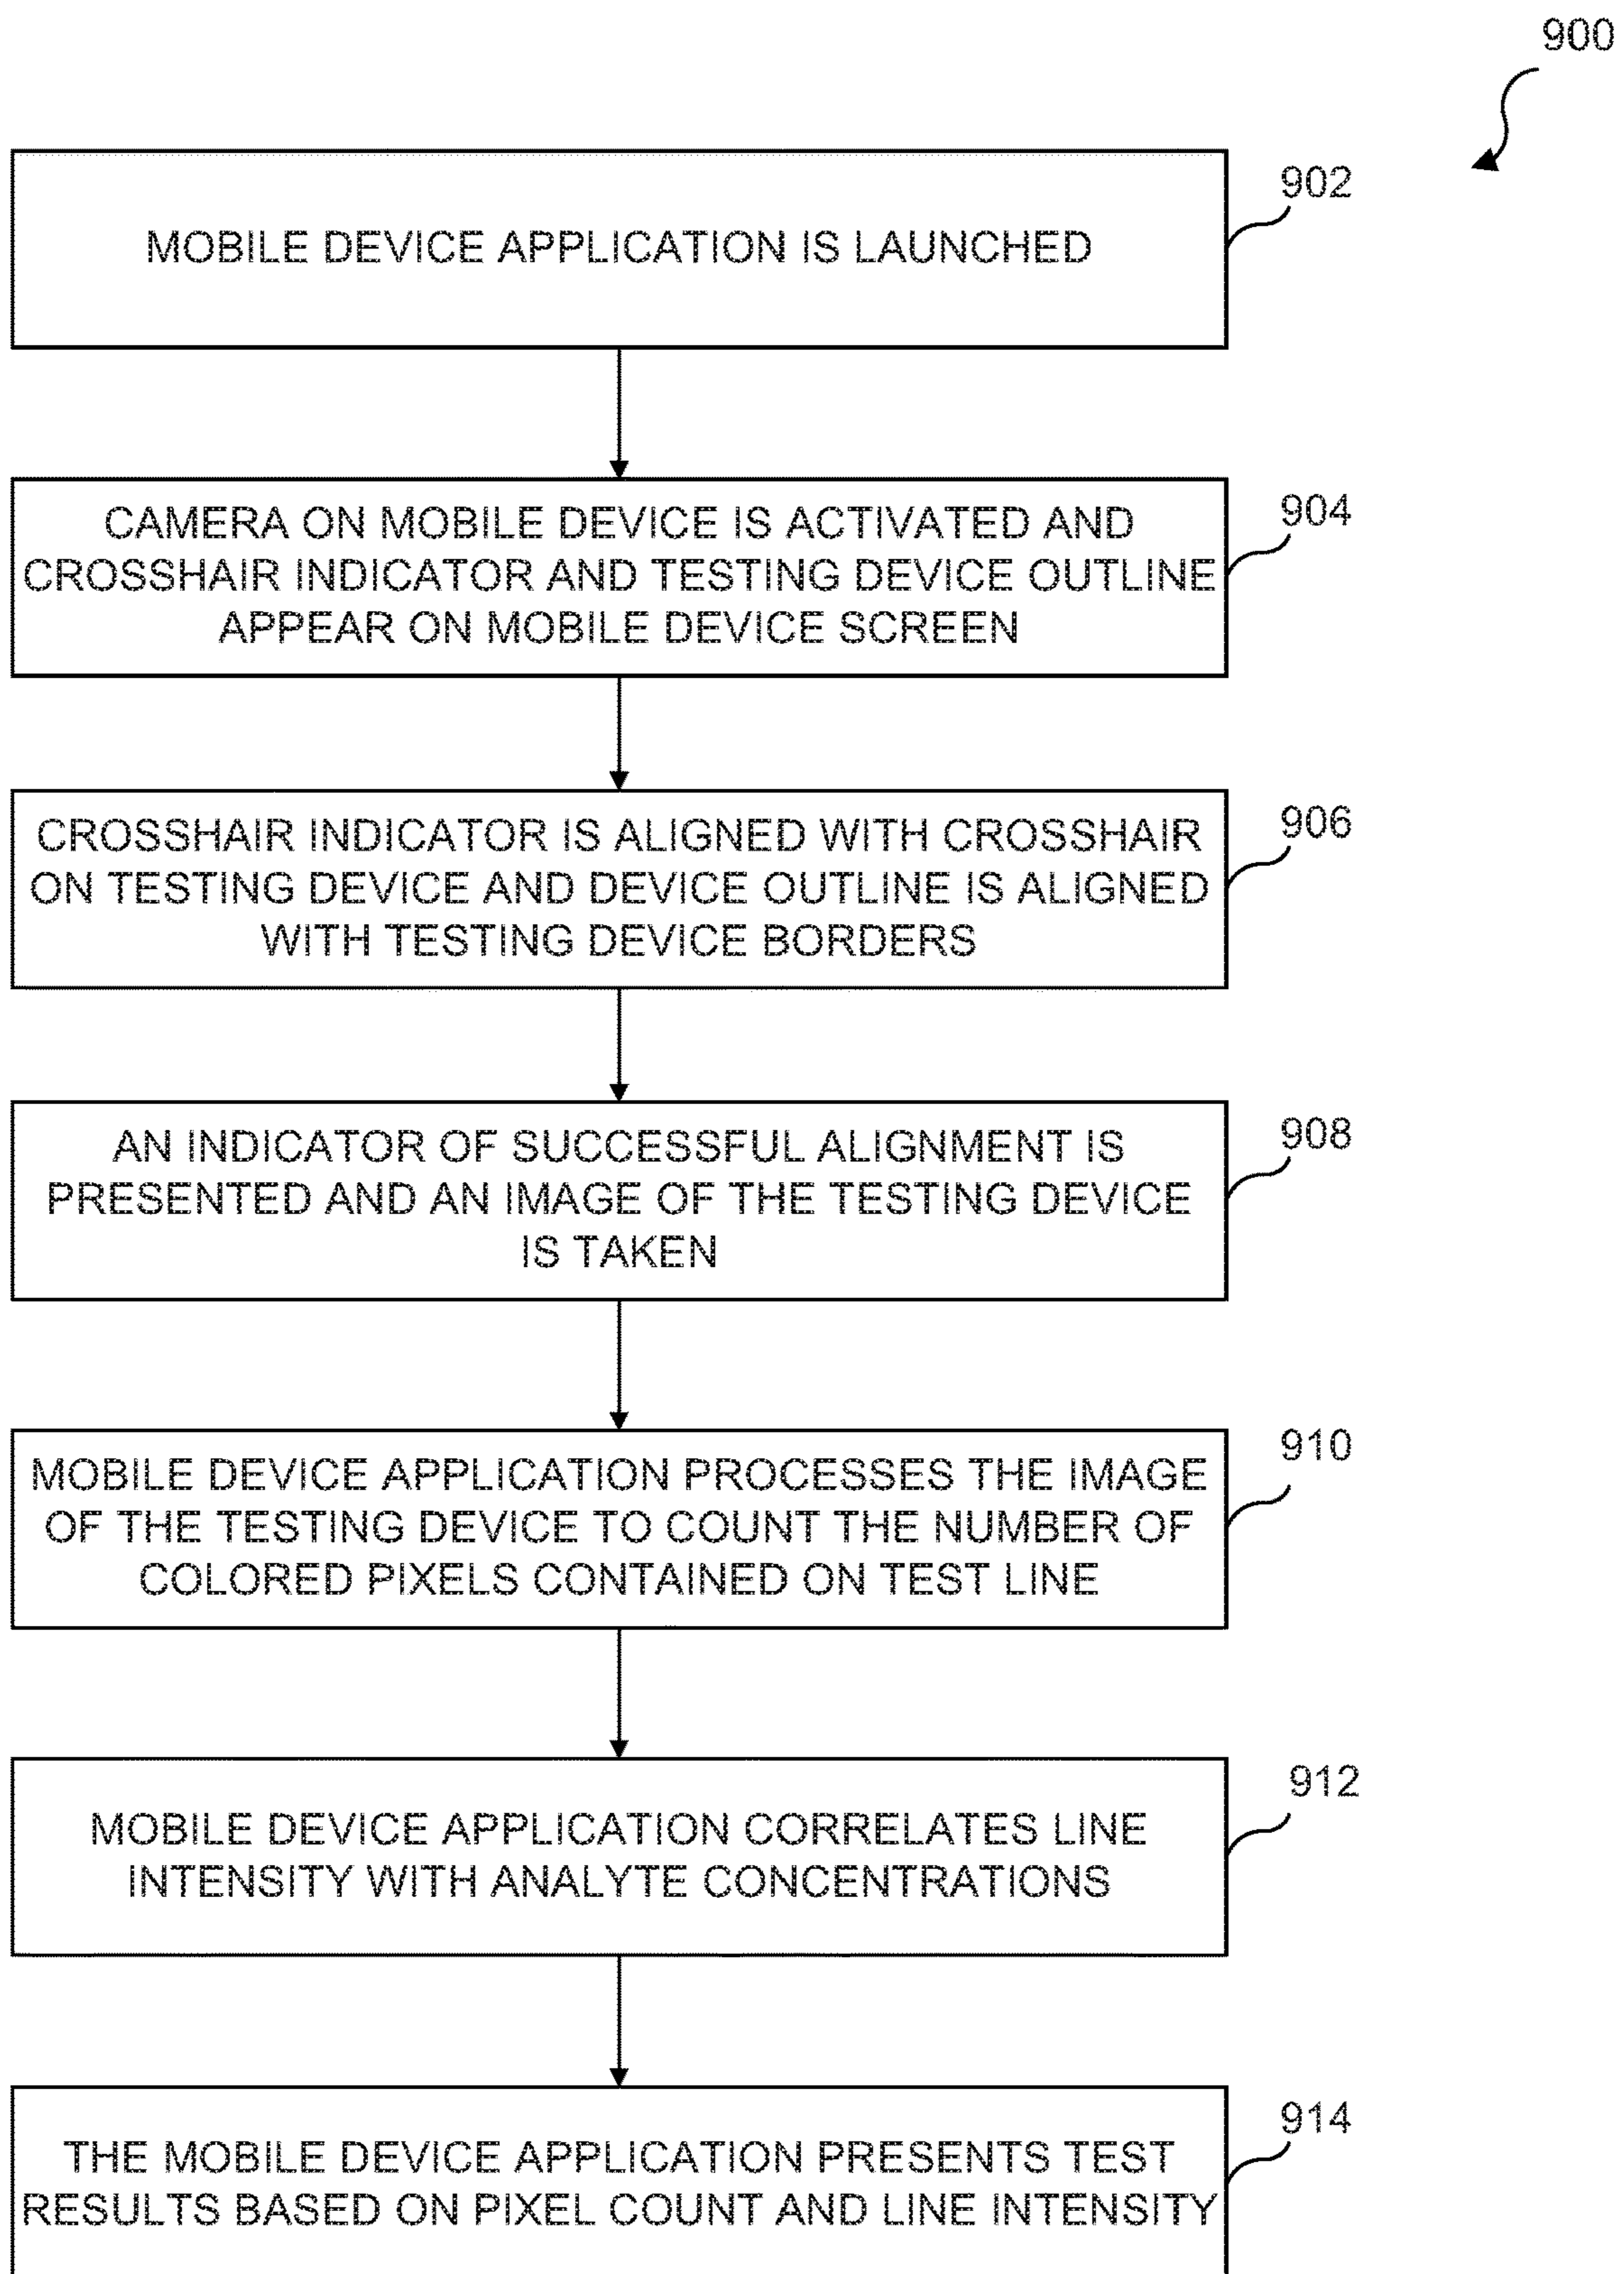 900
902
MOBILE DEVICE APPLICATION IS LAUNCHED
904
CAMERA ON MOBILE DEVICE IS ACTIVATED AND
CROSSHAIR INDICATOR AND TESTING DEVICE OUTLINE
APPEAR ON MOBILE DEVICE SCREEN
906
CROSSHAIR INDICATOR IS ALIGNED WITH CROSSHAIR
ON TESTING DEVICE AND DEVICE OUTLINE IS ALIGNED
WITH TESTING DEVICE BORDERS
908
AN INDICATOR OF SUCCESSFUL ALIGNMENT IS
PRESENTED AND AN IMAGE OF THE TESTING DEVICE
IS TAKEN
910
MOBILE DEVICE APPLICATION PROCESSES THE IMAGE
OF THE TESTING DEVICE TO COUNT THE NUMBER OF
COLORED PIXELS CONTAINED ON TEST LINE
912
MOBILE DEVICE APPLICATION CORRELATES LINE
INTENSITY WITH ANALYTE CONCENTRATIONS
914
THE MOBILE DEVICE APPLICATION PRESENTS TEST
RESULTS BASED ON PIXEL COUNT AND LINE INTENSITY